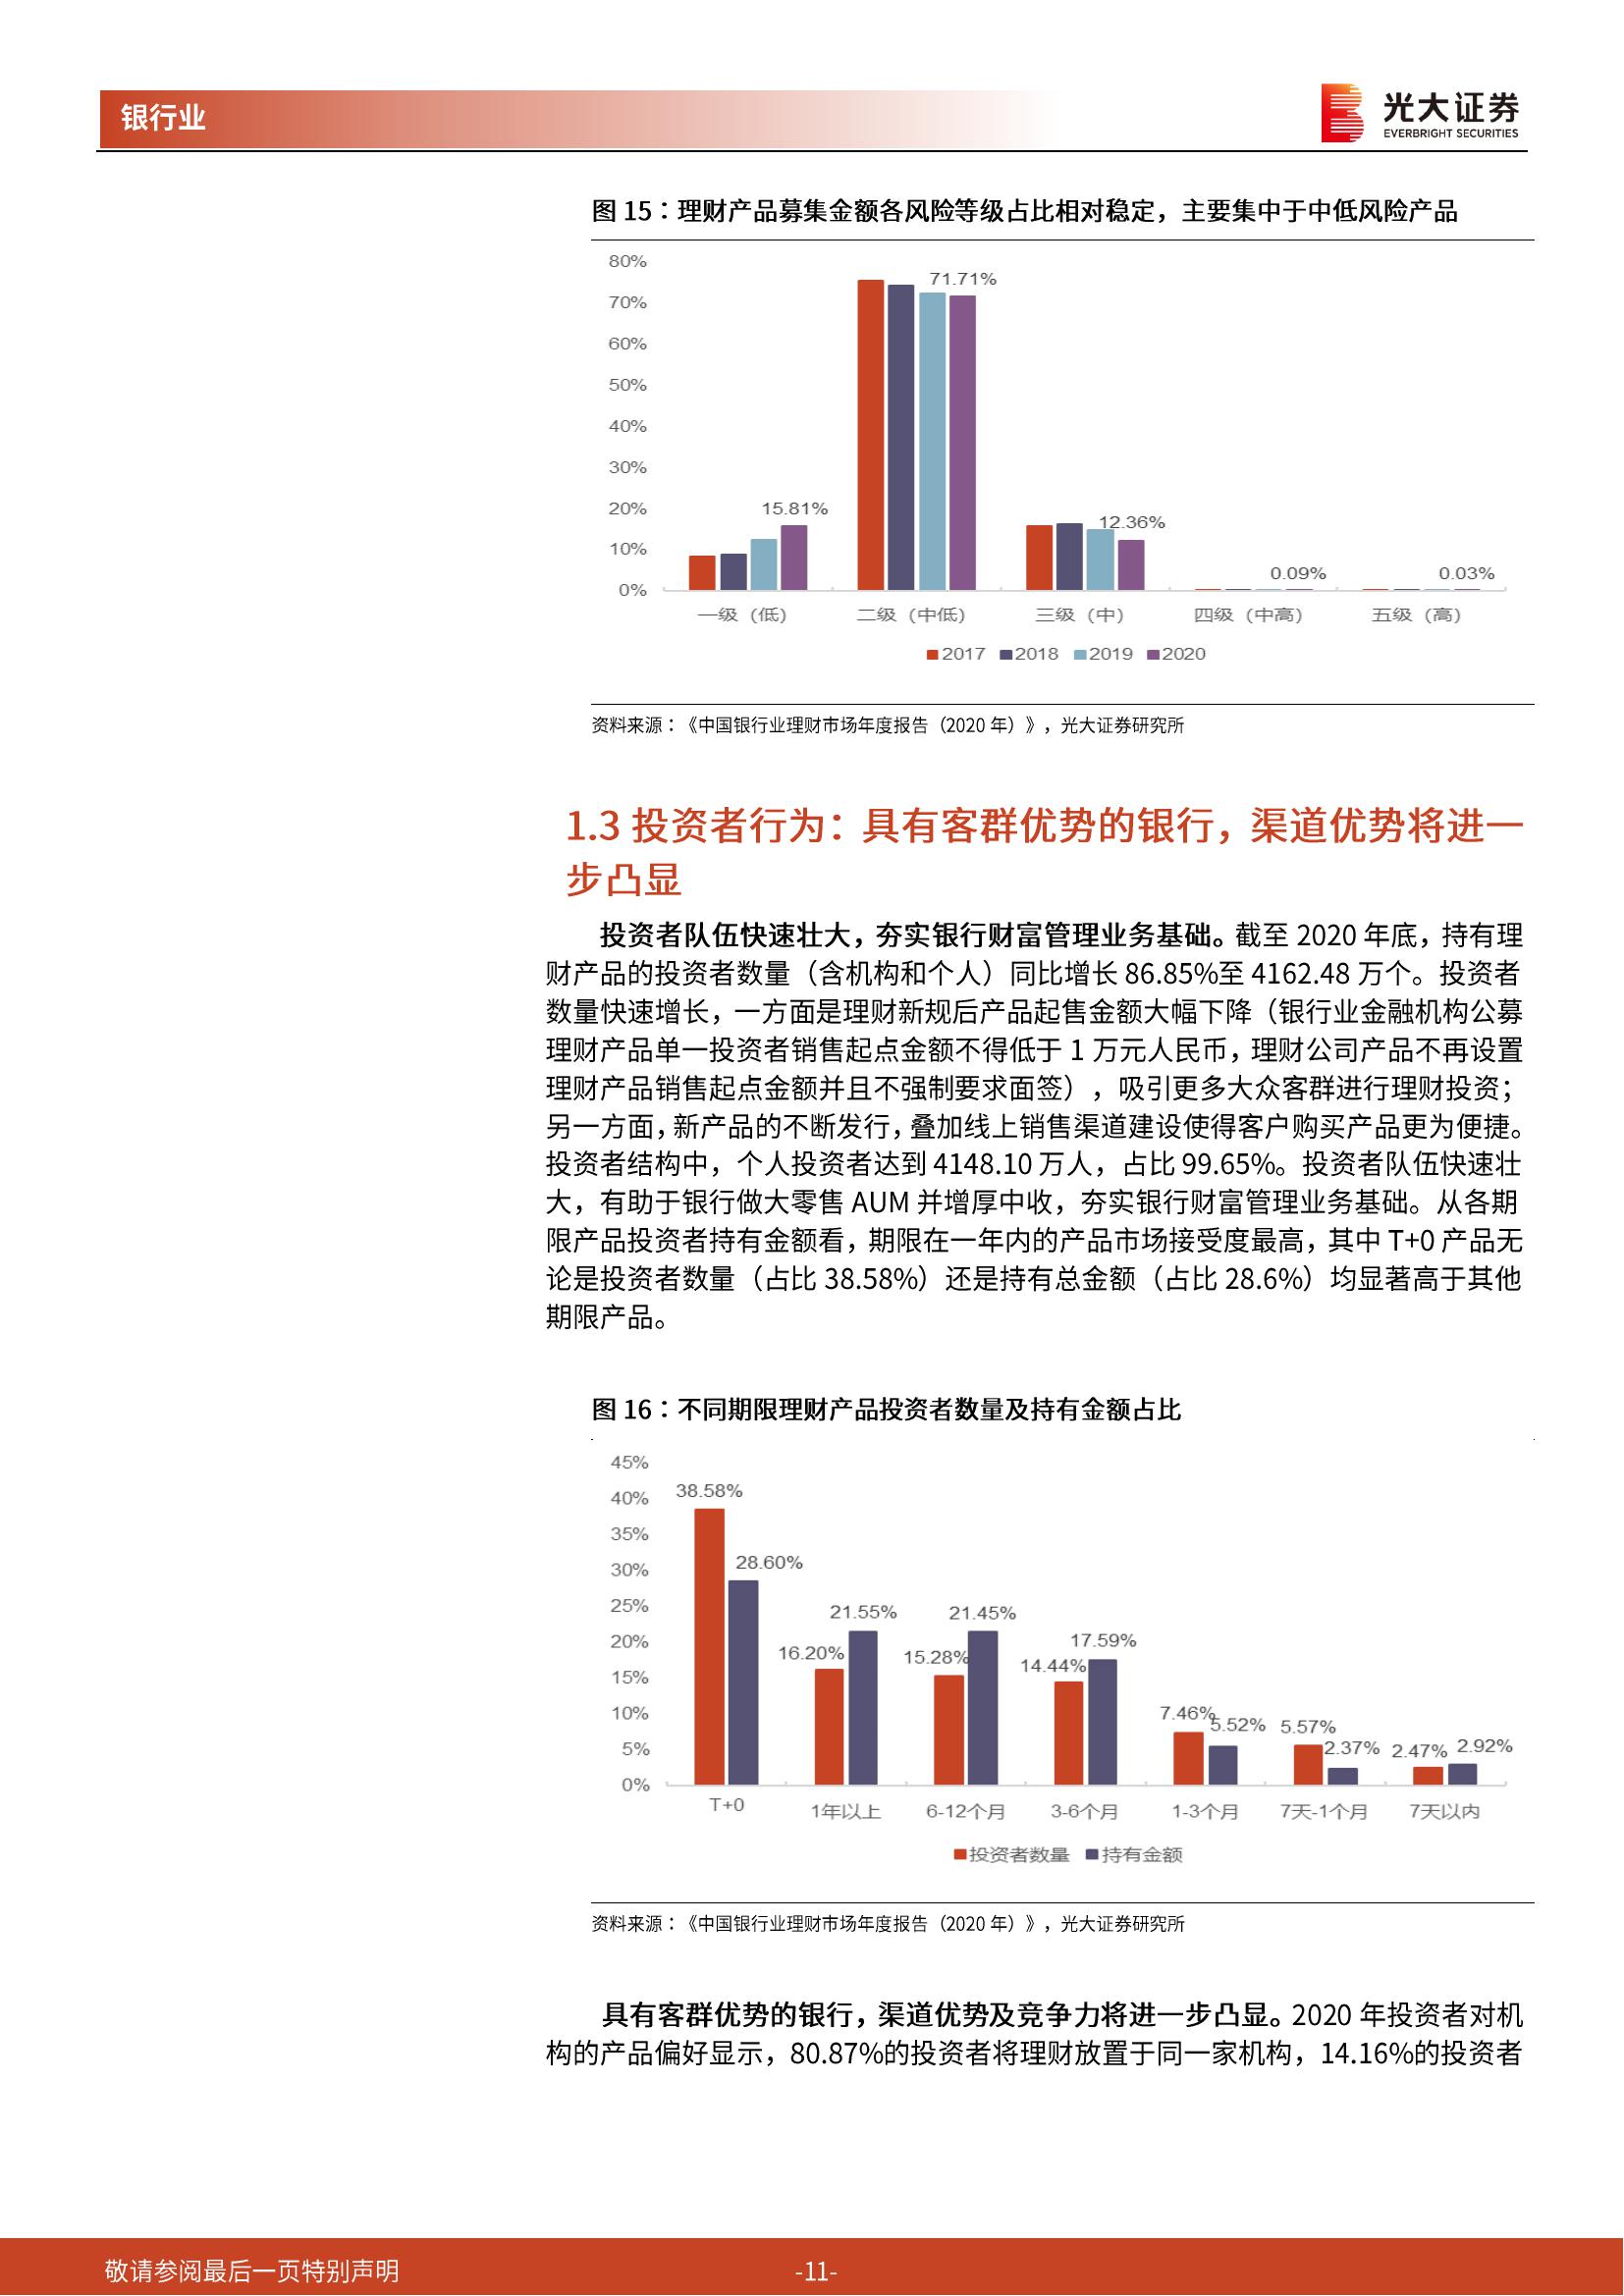 银行业
光大证券
EVERBRIGHT SECURITIES
图 15：理财产品募集金额各风险等级占比相对稳定，主要集中于中低风险产品
80%
70%
60%
50%
40%
30%
20%
10%
0%
15.81%
71.71%
12.36%
0.09%
0.03%
一级（低） 二级（中低） 三级（中） 四级（中高） 五级（高）
2017 2018 2019 2020
资料来源：《中国银行业理财市场年度报告（2020 年）》，光大证券研究所
1.3 投资者行为：具有客群优势的银行，渠道优势将进一
步凸显
投资者队伍快速壮大，夯实银行财富管理业务基础。截至 2020 年底，持有理
财产品的投资者数量（含机构和个人）同比增长 86.85%至 4162.48 万个。投资者
数量快速增长，一方面是理财新规后产品起售金额大幅下降（银行业金融机构公募
理财产品单一投资者销售起点金额不得低于 1 万元人民币，理财公司产品不再设置
理财产品销售起点金额并且不强制要求面签），吸引更多大众客群进行理财投资；
另一方面，新产品的不断发行，叠加线上销售渠道建设使得客户购买产品更为便捷。
投资者结构中，个人投资者达到 4148.10 万人，占比 99.65%。投资者队伍快速壮
大，有助于银行做大零售 AUM 并增厚中收，夯实银行财富管理业务基础。从各期
限产品投资者持有金额看，期限在一年内的产品市场接受度最高，其中 T+0 产品无
论是投资者数量（占比 38.58%）还是持有总金额（占比 28.6%）均显著高于其他
期限产品。
图 16：不同期限理财产品投资者数量及持有金额占比
45%
40%
35%
30%
25%
20%
15%
10%
5%
0%
38.58% 28.60%
16.20% 21.55%
15.28% 21.45%
14.44% 17.59%
7.46% 5.52%
5.57% 2.37%
2.47% 2.92%
T+0 1年以上 6-12个月 3-6个月 1-3个月 7天-1个月 7天以内
投资者数量 持有金额
资料来源：《中国银行业理财市场年度报告（2020 年）》，光大证券研究所
具有客群优势的银行，渠道优势及竞争力将进一步凸显。2020 年投资者对机
构的产品偏好显示，80.87%的投资者将理财放置于同一家机构，14.16%的投资者
敬请参阅最后一页特别声明
-11-